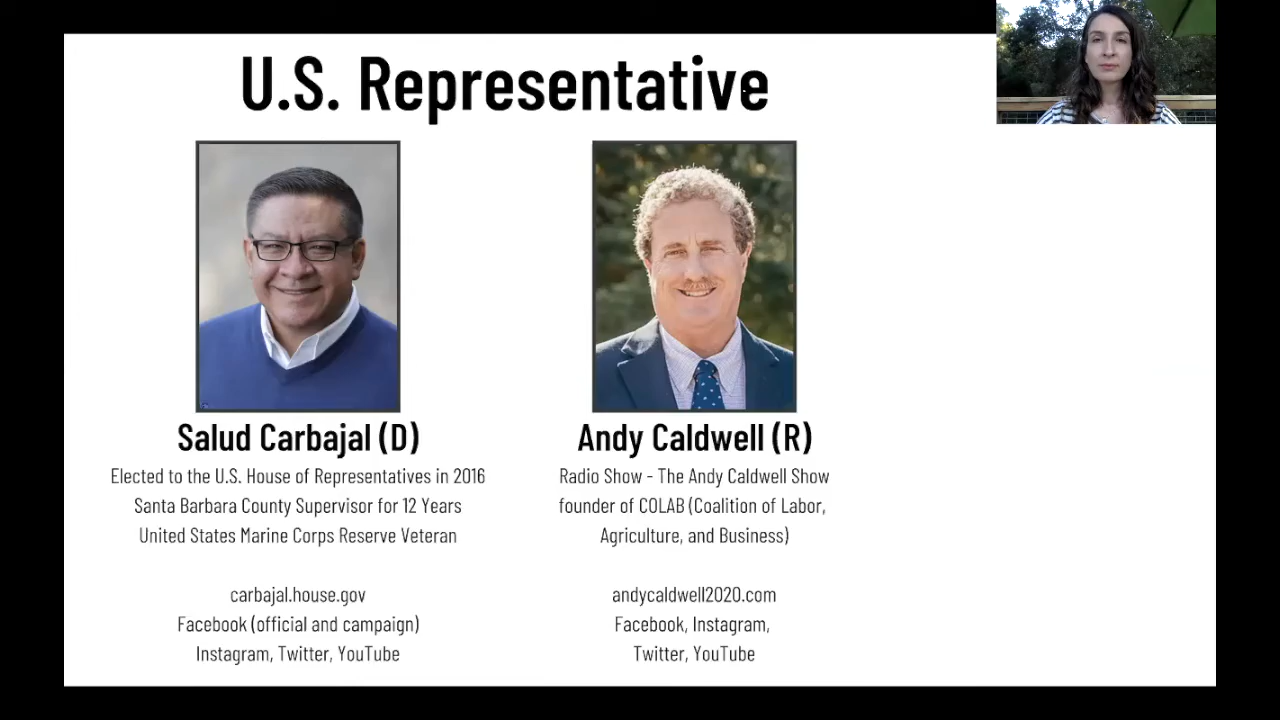 U.S. Representative
Salud Carbajal (D)
Elected to the U.S. House of Representatives in 2016
Santa Barbara County Supervisor for 12 Years
United States Marine Corps Reserve Veteran
carbajal.house.gov
Facebook (official and campaign)
Instagram, Twitter, YouTube
Andy Caldwell (R)
Radio Show - The Andy Caldwell Show
founder of COLAB (Coalition of Labor,
Agriculture, and Business)
andycaldwell2020.com
Facebook, Instagram,
Twitter, YouTube